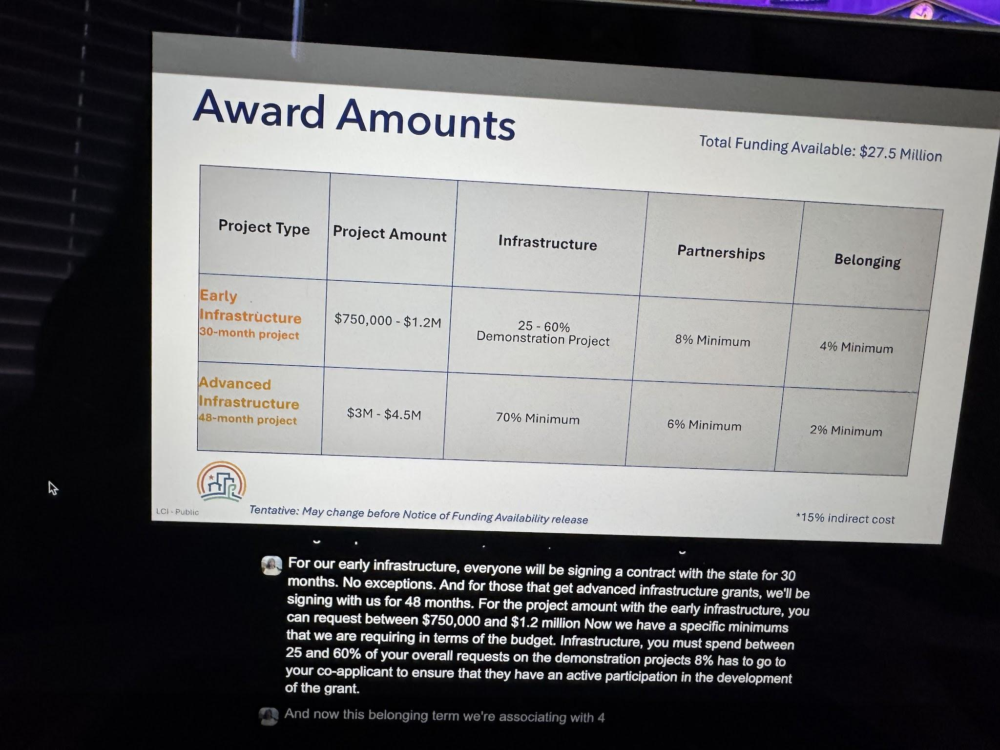 Award Amounts
Total Funding Available: $27.5 Million
Project Type
Project Amount
Infrastructure
Partnerships
Belonging
Early
Infrastructure
30-month project
$750,000 - $1.2M
25 - 60%
Demonstration Project
8% Minimum
4% Minimum
Advanced
Infrastructure
48-month project
$3M - $4.5M
70% Minimum
6% Minimum
2% Minimum
LCI - Public
Tentative: May change before Notice of Funding Availability release
*15% indirect cost
For our early infrastructure, everyone will be signing a contract with the state for 30
months. No exceptions. And for those that get advanced infrastructure grants, we'll be
signing with us for 48 months. For the project amount with the early infrastructure, you
can request between $750,000 and $1.2 million Now we have a specific minimums
that we are requiring in terms of the budget. Infrastructure, you must spend between
25 and 60% of your overall requests on the demonstration projects 8% has to go to
your co-applicant to ensure that they have an active participation in the development
of the grant.
And now this belonging term we're associating with 4